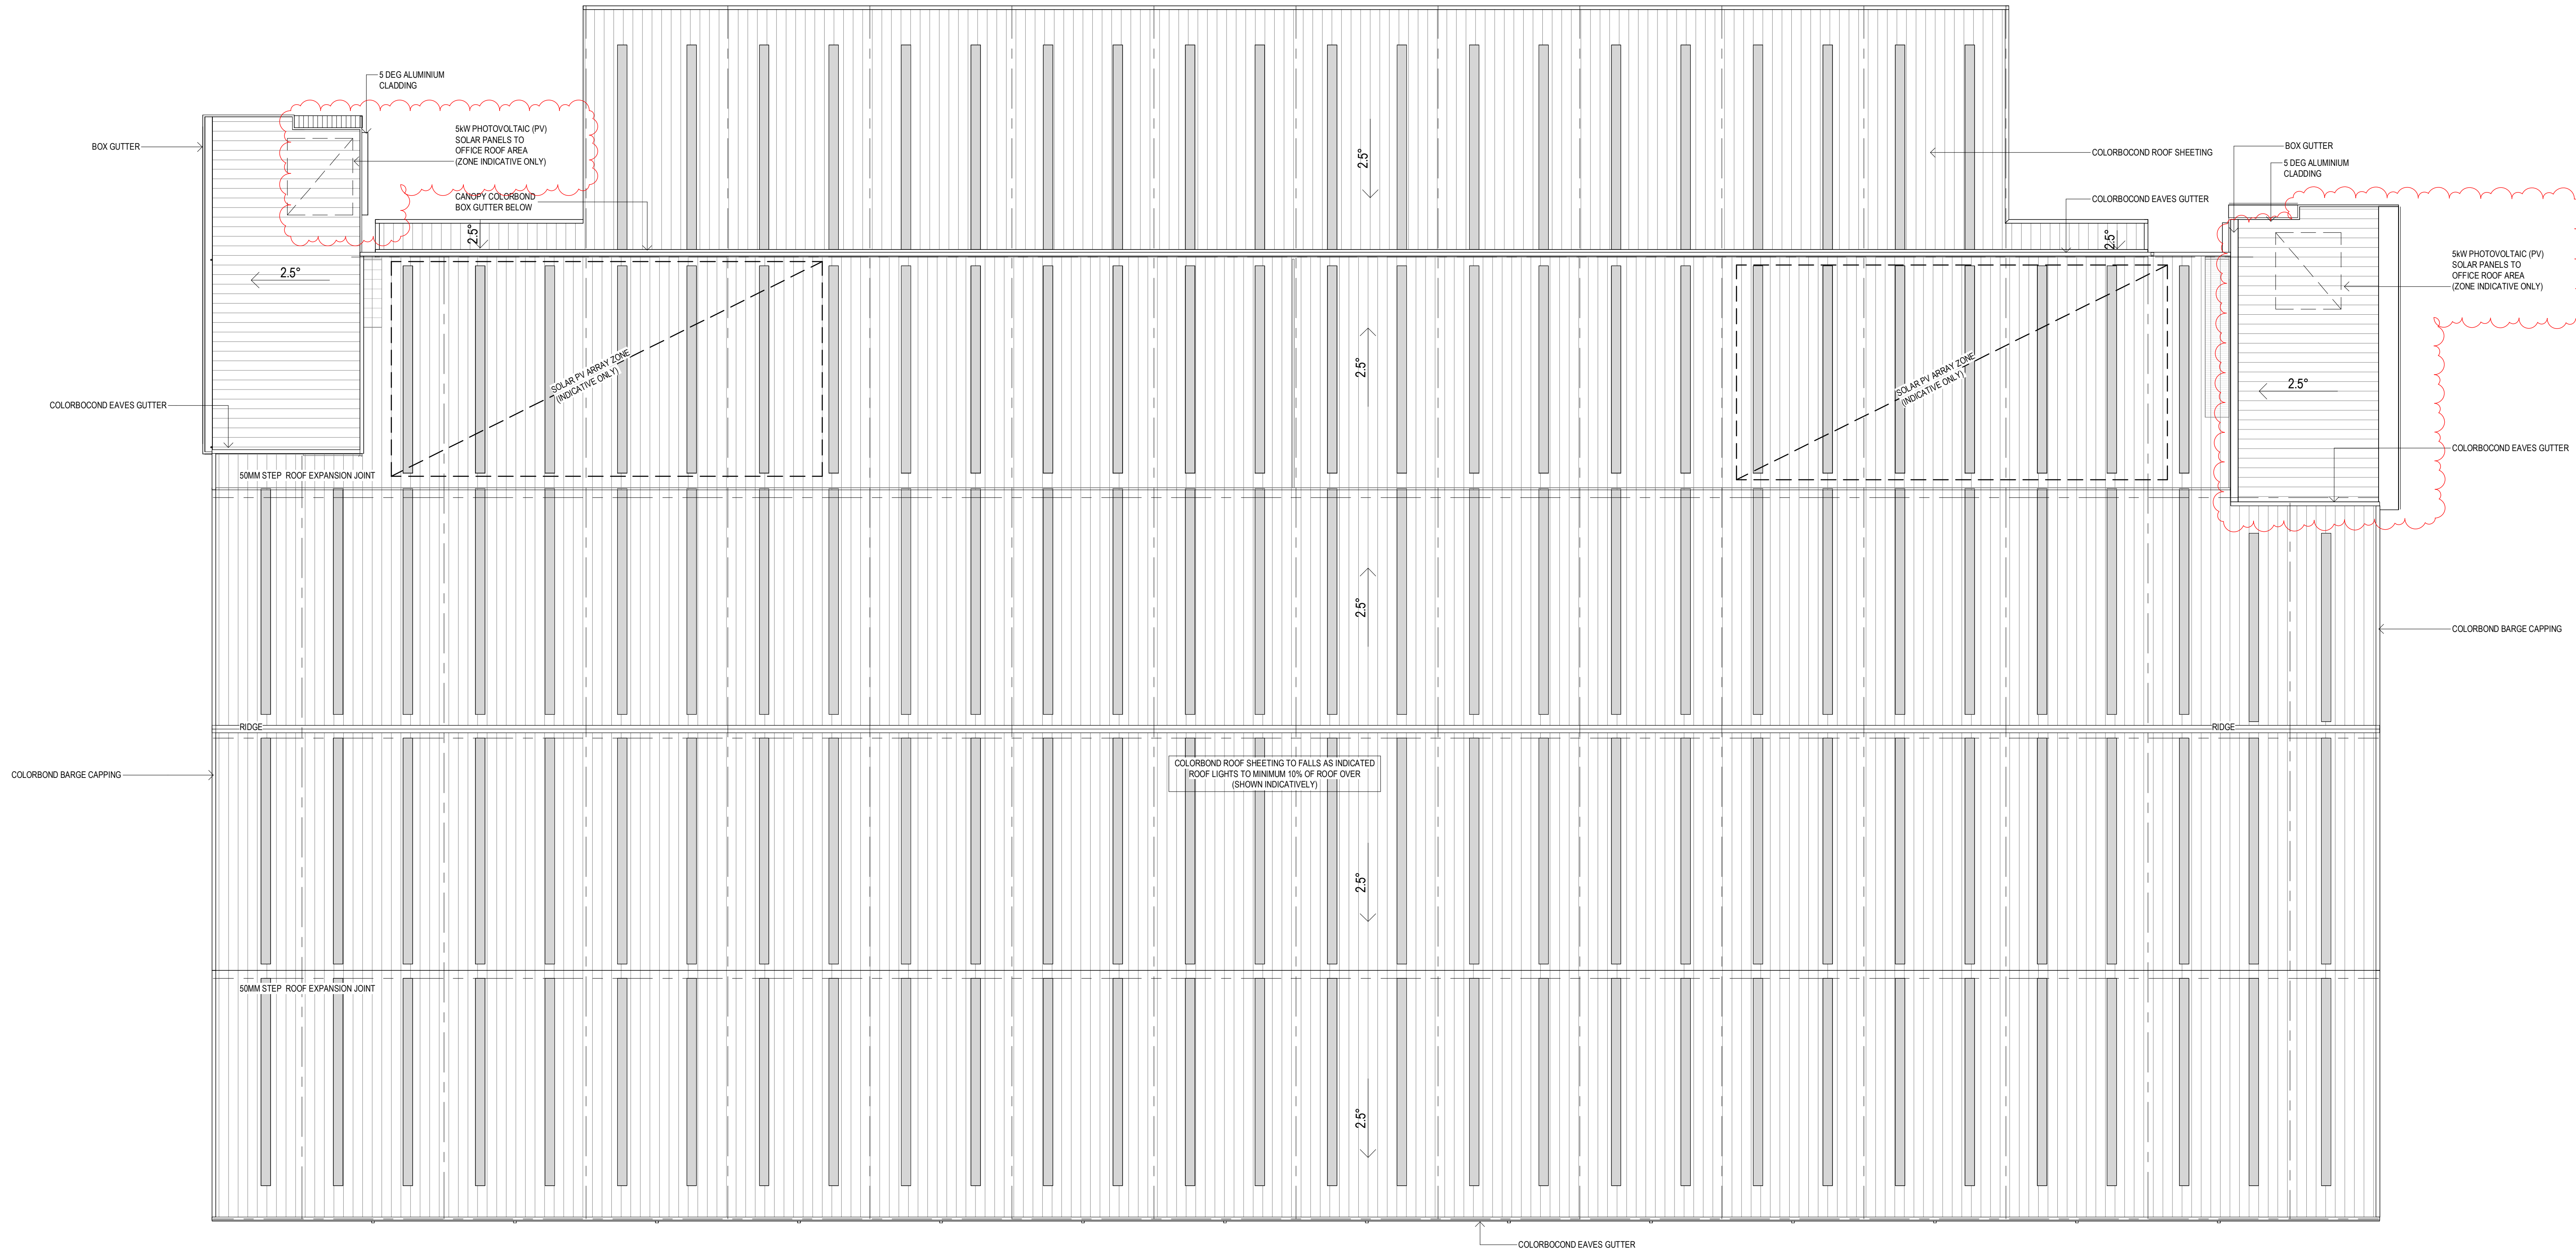 5 DEG ALUMINIUM
CLADDING
BOX GUTTER
5kW PHOTOVOLTAIC (PV)
SOLAR PANELS TO
OFFICE ROOF AREA
(ZONE INDICATIVE ONLY)
CANOPY COLORBOND
BOX GUTTER BELOW
2.5°
2.5°
COLORBOCOND ROOF SHEETING
BOX GUTTER
5 DEG ALUMINIUM
CLADDING
COLORBOCOND EAVES GUTTER
2.5°
5kW PHOTOVOLTAIC (PV)
SOLAR PANELS TO
OFFICE ROOF AREA
(ZONE INDICATIVE ONLY)
2.5°
2.5°
2.5°
SOLAR PV ARRAY ZONE
(INDICATIVE ONLY)
SOLAR PV ARRAY ZONE
(INDICATIVE ONLY)
COLORBOCOND EAVES GUTTER
COLORBOCOND EAVES GUTTER
50MM STEP ROOF EXPANSION JOINT
2.5°
COLORBOND BARGE CAPPING
RIDGE
RIDGE
COLORBOND BARGE CAPPING
COLORBOND ROOF SHEETING TO FALLS AS INDICATED
ROOF LIGHTS TO MINIMUM 10% OF ROOF OVER
(SHOWN INDICATIVELY)
2.5°
50MM STEP ROOF EXPANSION JOINT
2.5°
COLORBOCOND EAVES GUTTER